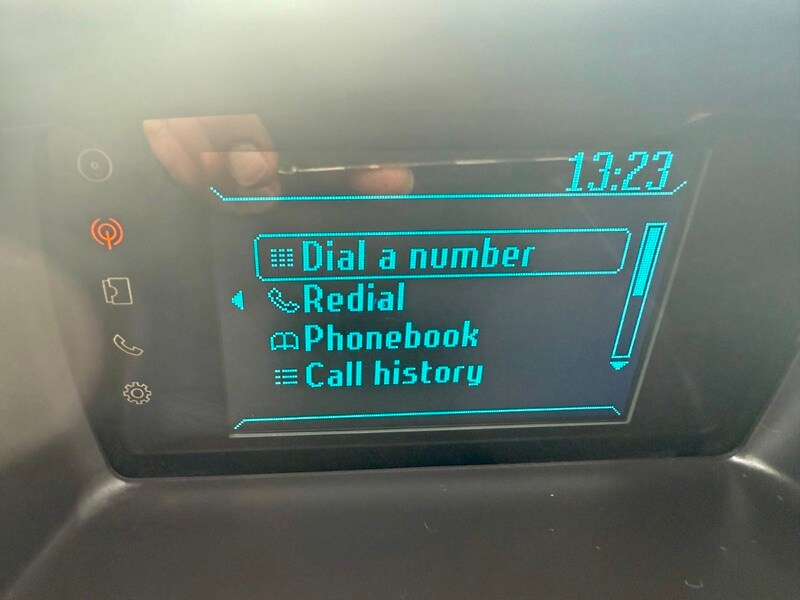 13:23
Dial a number
Redial
Phonebook
Call history